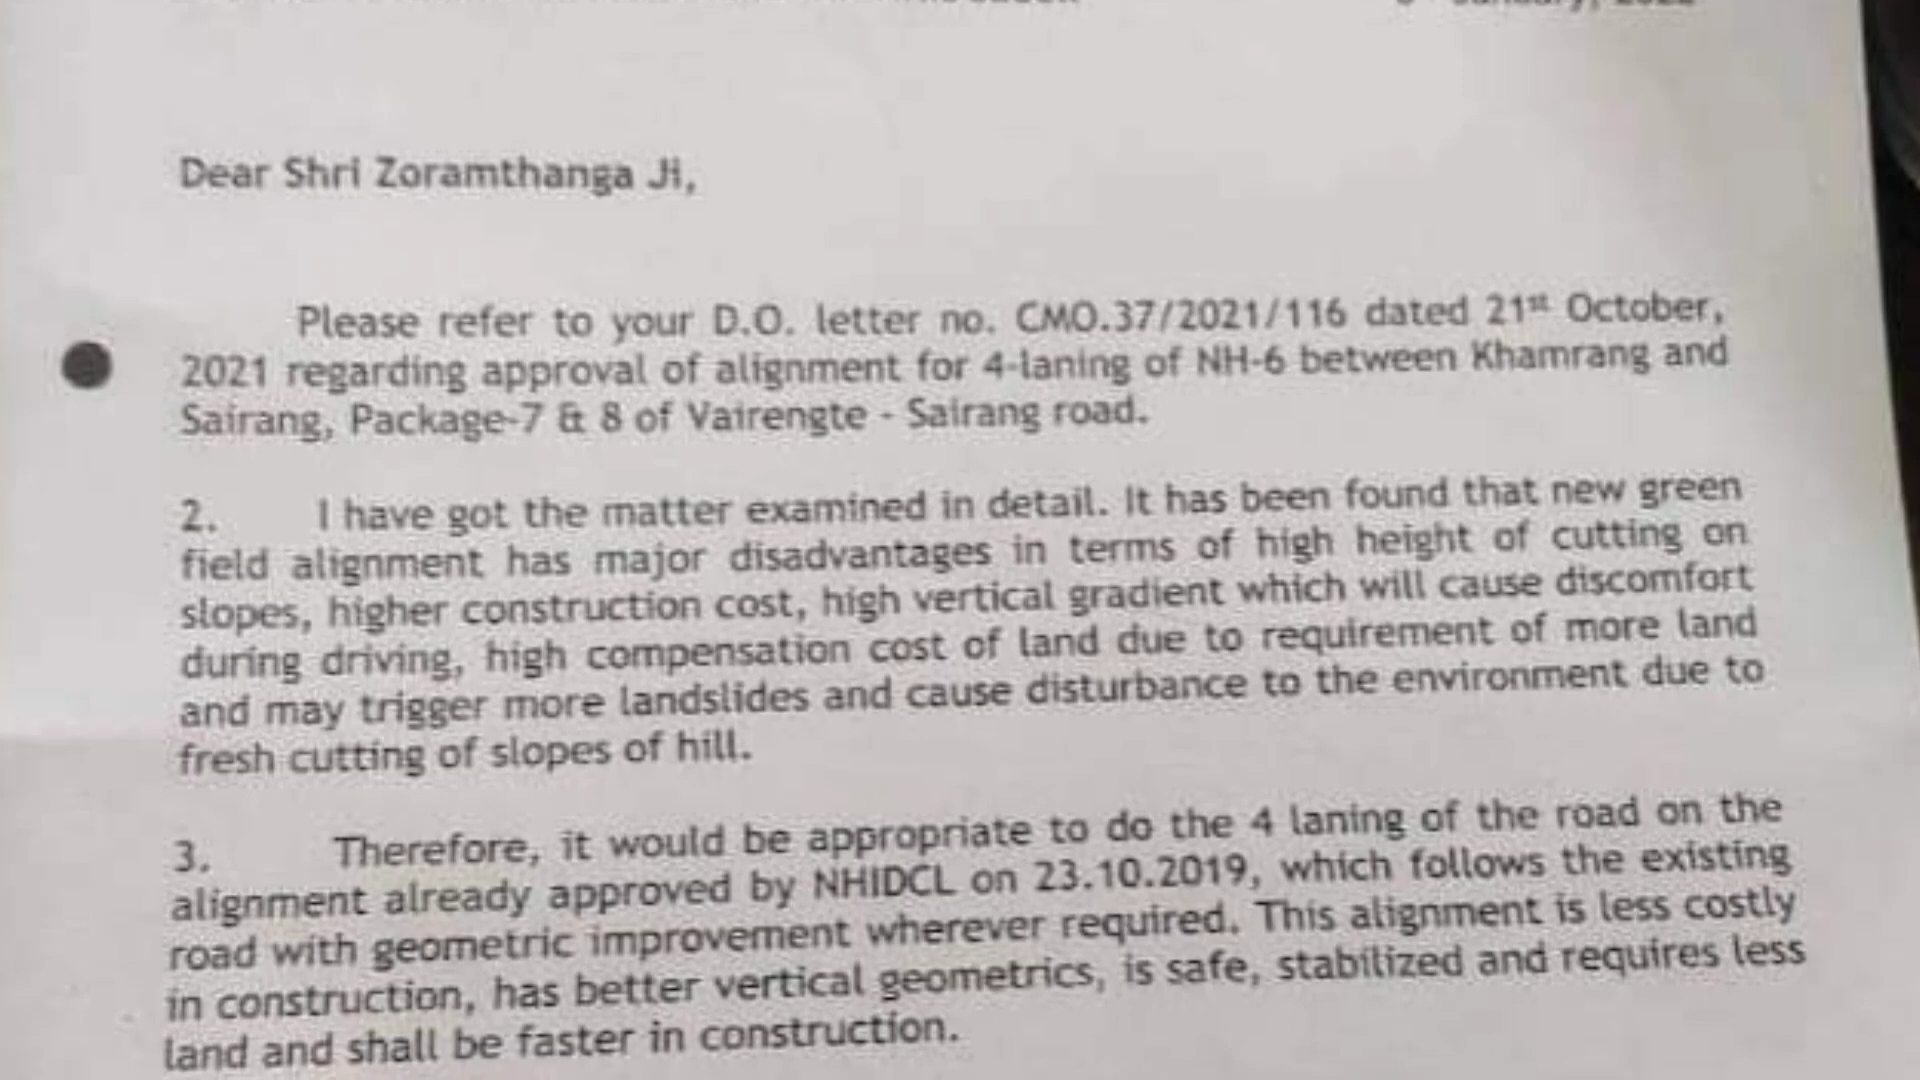 January, 2022
Dear Shri Zoramthanga Ji,
Please refer to your D.O. letter no. CMO.37/2021/116 dated 21st October,
2021 regarding approval of alignment for 4-laning of NH-6 between Khamrang and
Sairang, Package-7 & 8 of Vairengte - Sairang road.
2. I have got the matter examined in detail. It has been found that new green
field alignment has major disadvantages in terms of high height of cutting on
slopes, higher construction cost, high vertical gradient which will cause discomfort
during driving, high compensation cost of land due to requirement of more land
and may trigger more landslides and cause disturbance to the environment due to
fresh cutting of slopes of hill.
3. Therefore, it would be appropriate to do the 4 laning of the road on the
alignment already approved by NHIDCL on 23.10.2019, which follows the existing
road with geometric improvement wherever required. This alignment is less costly
in construction, has better vertical geometrics, is safe, stabilized and requires less
land and shall be faster in construction.